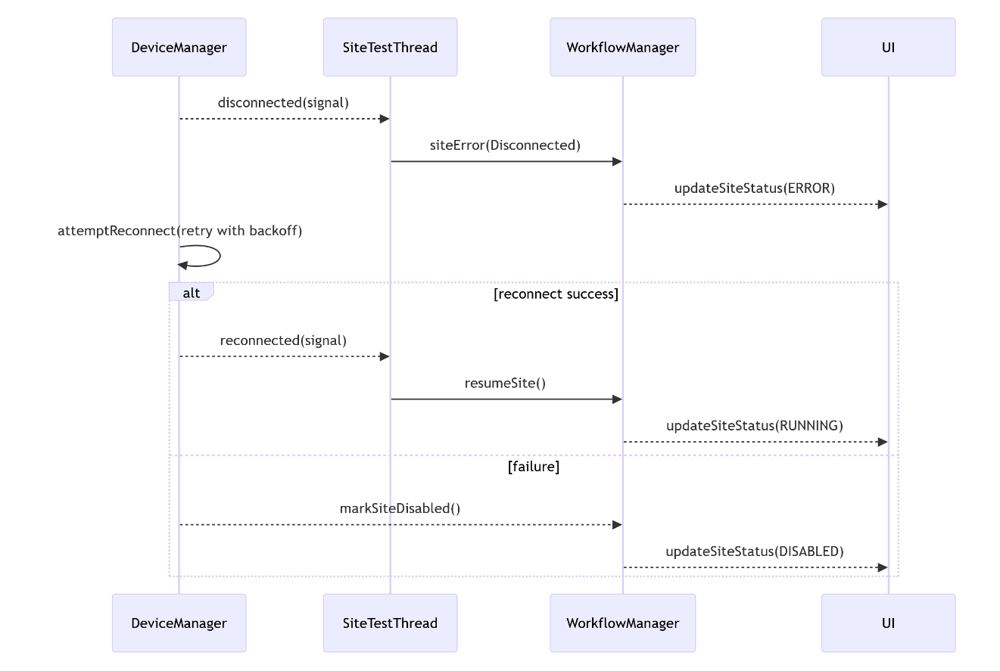 DeviceManager
SiteTestThread
WorkflowManager
UI
disconnected(signal)
siteError(Disconnected)
updateSiteStatus(ERROR)
attemptReconnect(retry with backoff)
alt
[reconnect success]
reconnected(signal)
resumeSite()
updateSiteStatus(RUNNING)
[failure]
markSiteDisabled()
updateSiteStatus(DISABLED)
DeviceManager
SiteTestThread
WorkflowManager
UI